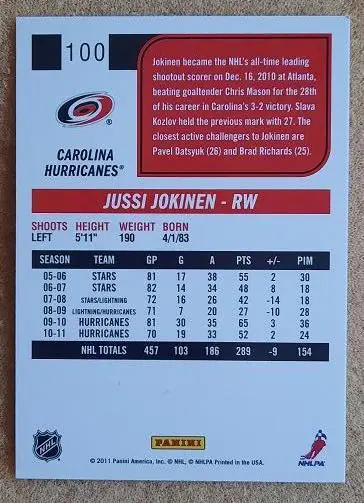 100
Jokinen became the NHL's all-time leading
shootout scorer on Dec. 16, 2010 at Atlanta,
beating goaltender Chris Mason for the 28th
of his career in Carolina's 3-2 victory. Slava
Kozlov held the previous mark with 27. The
closest active challengers to Jokinen are
Pavel Datsyuk (26) and Brad Richards (25).
CAROLINA
HURRICANES®
JUSSI JOKINEN - RW
SHOOTS HEIGHT WEIGHT BORN
LEFT 5'11" 190 4/1/83
SEASON TEAM GP G A PTS +/- PIM
05-06 STARS 81 17 38 55 2 30
06-07 STARS 82 14 34 48 8 18
07-08 STARS/LIGHTNING 72 16 26 42 -14 18
08-09 LIGHTNING/HURRICANES 71 7 20 27 -10 28
09-10 HURRICANES 81 30 35 65 3 36
10-11 HURRICANES 70 19 33 52 2 24
NHL TOTALS 457 103 186 289 -9 154
NHL
PANINI
NHLPA
© 2011 Panini America, Inc. © NHL, © NHLPA Printed in the USA.